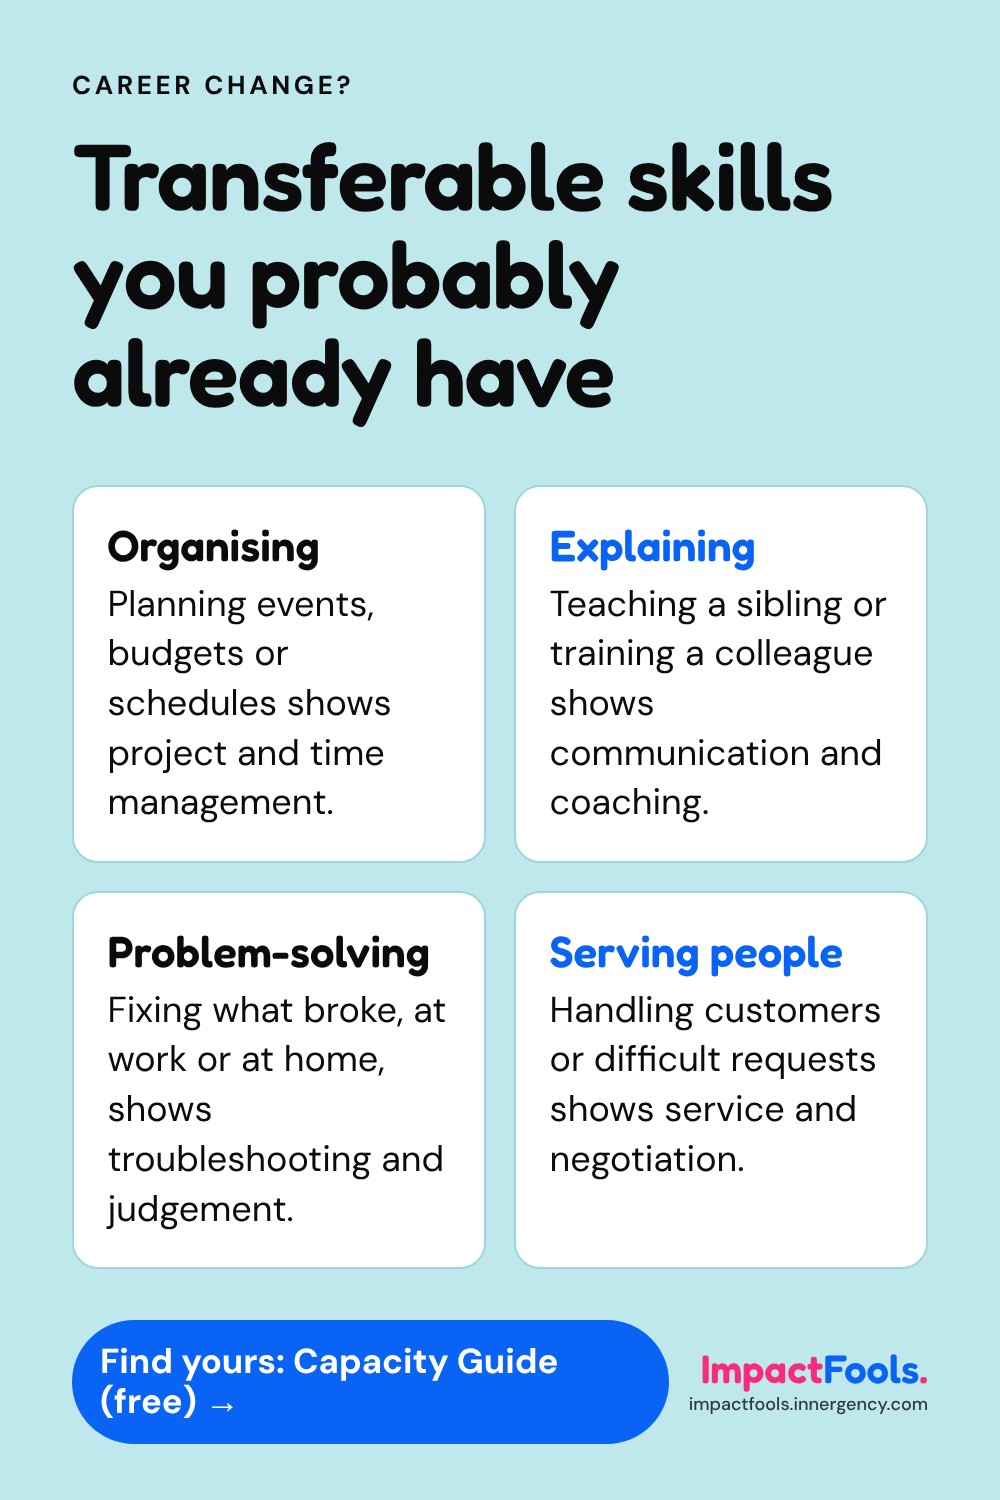 CAREER CHANGE?
Transferable skills
you probably
already have
Organising
Planning events,
budgets or
schedules shows
project and time
management.
Explaining
Teaching a sibling or
training a colleague
shows
communication and
coaching.
Problem-solving
Fixing what broke, at
work or at home,
shows
troubleshooting and
judgement.
Serving people
Handling customers
or difficult requests
shows service and
negotiation.
Find yours: Capacity Guide
(free) →
ImpactFools.
impactfools.innergency.com